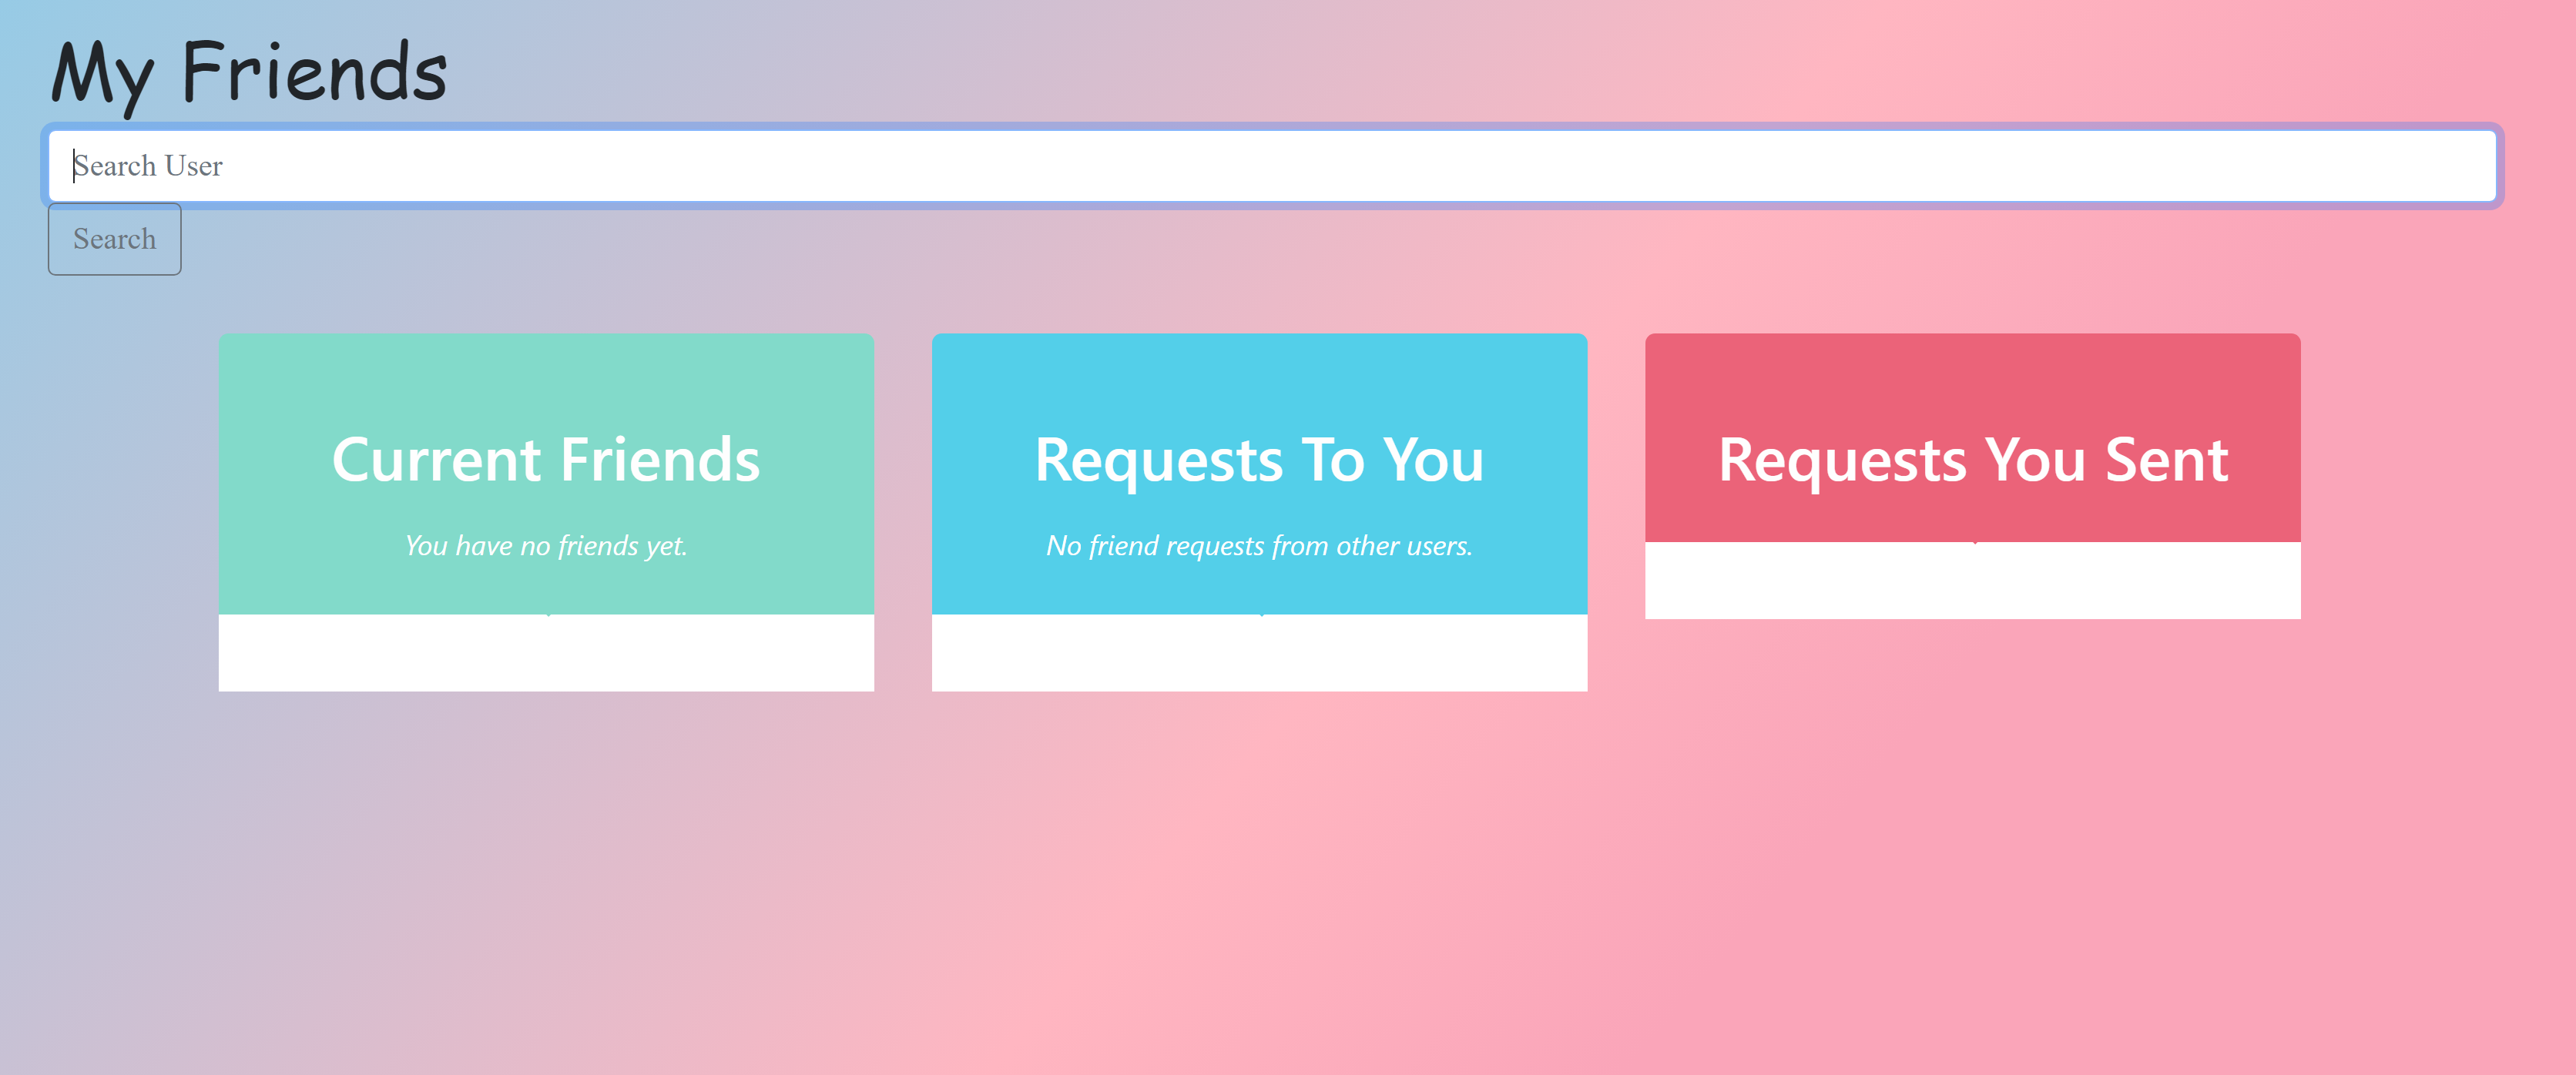 My Friends
Search User
Search
Current Friends
You have no friends yet.
Requests To You
No friend requests from other users.
Requests You Sent